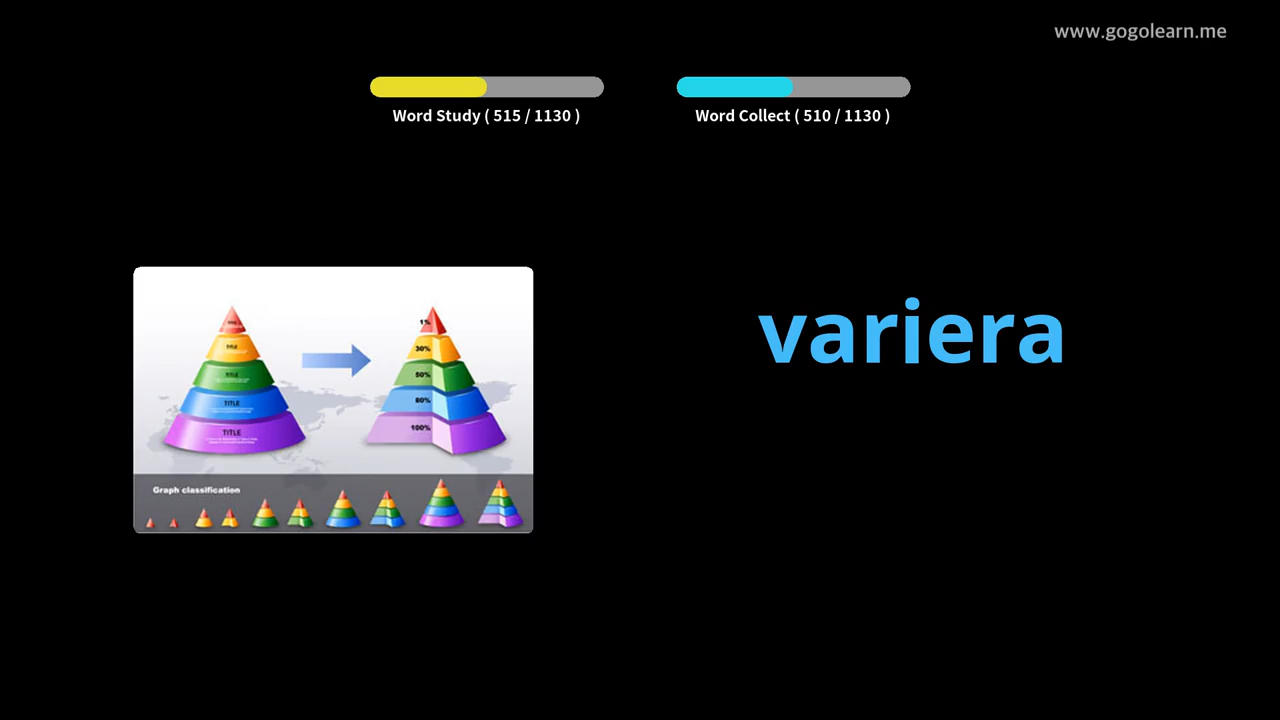 www.gogolearn.me
Word Study ( 515 / 1130 )
Word Collect ( 510 / 1130 )
variera
TITLE
TITLE
TITLE
TITLE
1%
30%
50%
80%
100%
Graph classification